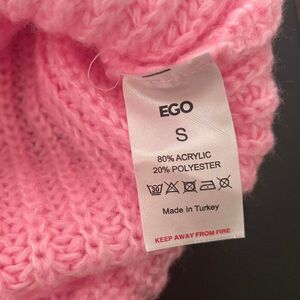 EGO
S
80% ACRYLIC
20% POLYESTER
Made in Turkey
KEEP AWAY FROM FIRE